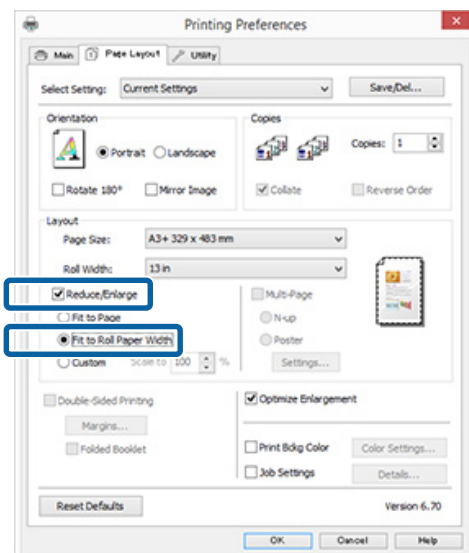 Printing Preferences
Main Page Layout Utility
Select Setting: Current Settings Save/Del...
Orientation Copies
Portrait Landscape Copies: 1
Rotate 180° Mirror Image Collate Reverse Order
Layout
Page Size: A3+ 329 x 483 mm
Roll Width: 13 in
Reduce/Enlarge Multi-Page
Fit to Page N-up
Fit to Roll Paper Width Poster
Custom Scale to 100 % Settings...
Double-Sided Printing Optimize Enlargement
Margins...
Folded Booklet Print Bckg Color Color Settings...
Job Settings Details...
Reset Defaults Version 6.70
OK Cancel Help